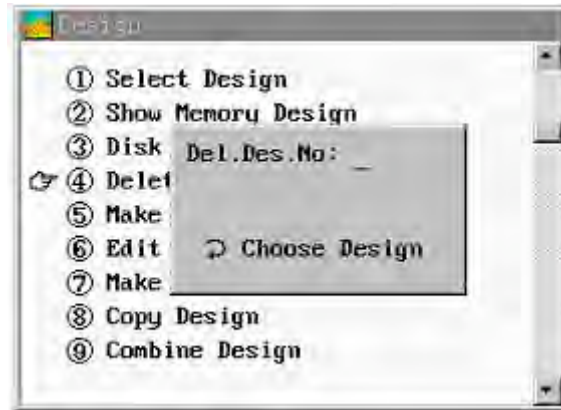 Design
① Select Design
② Show Memory Design
③ Disk
Del.Des.No: _
④ Delet
⑤ Make
⑥ Edit
Choose Design
⑦ Make
⑧ Copy Design
⑨ Combine Design